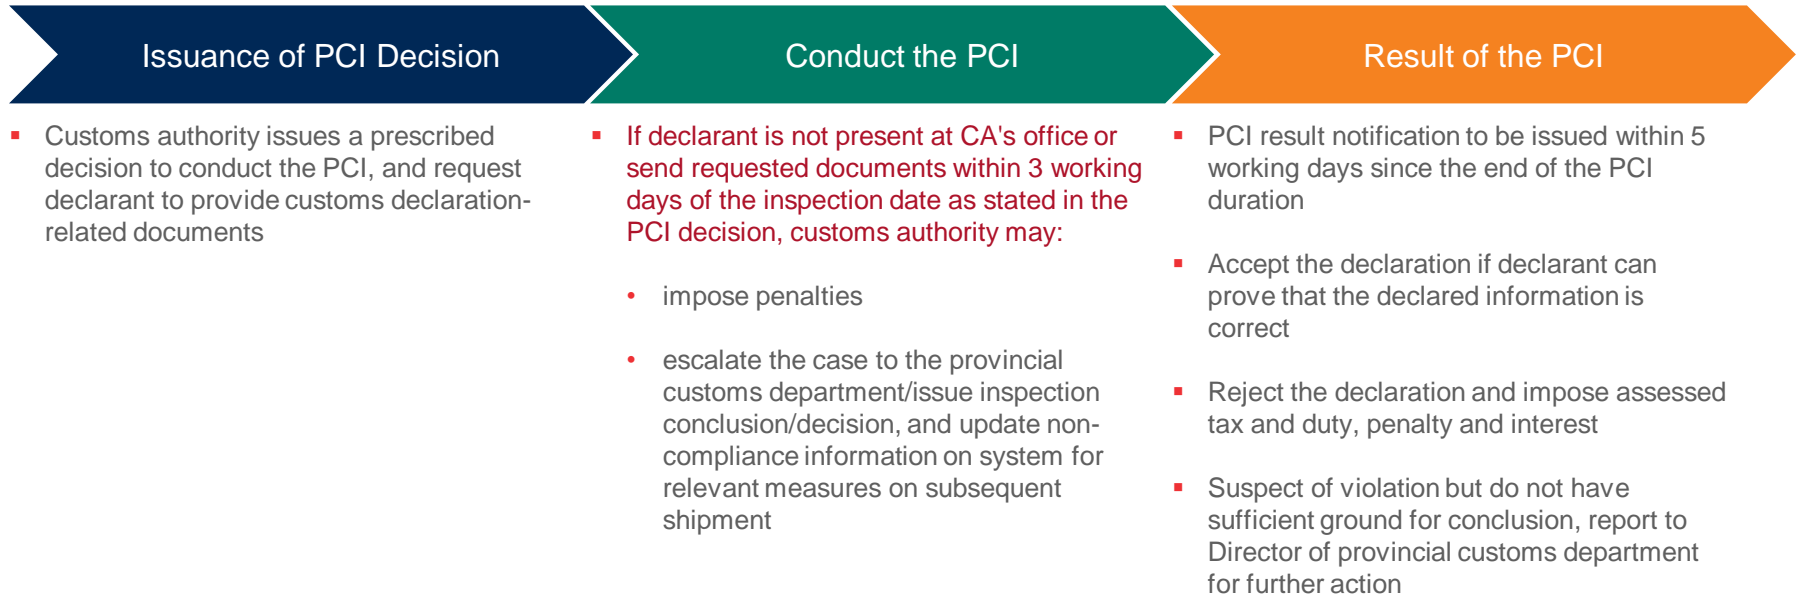 Issuance of PCI Decision
Conduct the PCI
Result of the PCI
▪ Customs authority issues a prescribed
decision to conduct the PCI, and request
declarant to provide customs declaration-
related documents
▪ If declarant is not present at CA's office or
send requested documents within 3 working
days of the inspection date as stated in the
PCI decision, customs authority may:
• impose penalties
• escalate the case to the provincial
customs department/issue inspection
conclusion/decision, and update non-
compliance information on system for
relevant measures on subsequent
shipment
▪ PCI result notification to be issued within 5
working days since the end of the PCI
duration
▪ Accept the declaration if declarant can
prove that the declared information is
correct
▪ Reject the declaration and impose assessed
tax and duty, penalty and interest
▪ Suspect of violation but do not have
sufficient ground for conclusion, report to
Director of provincial customs department
for further action